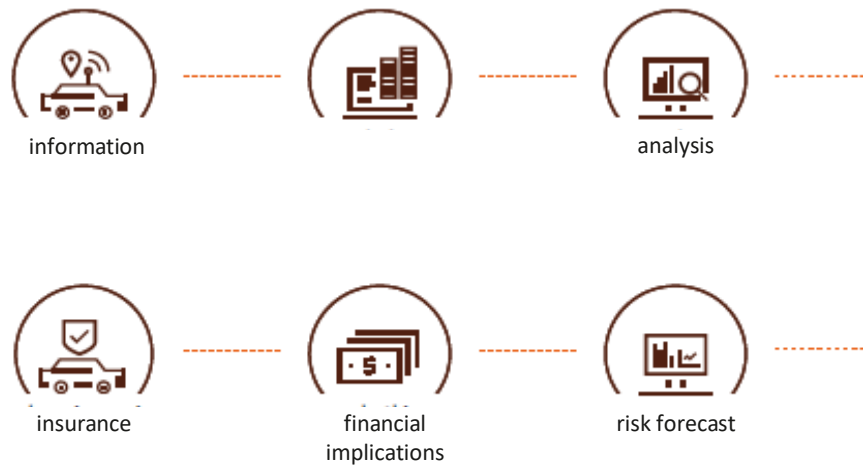 information
analysis
insurance
financial
implications
risk forecast